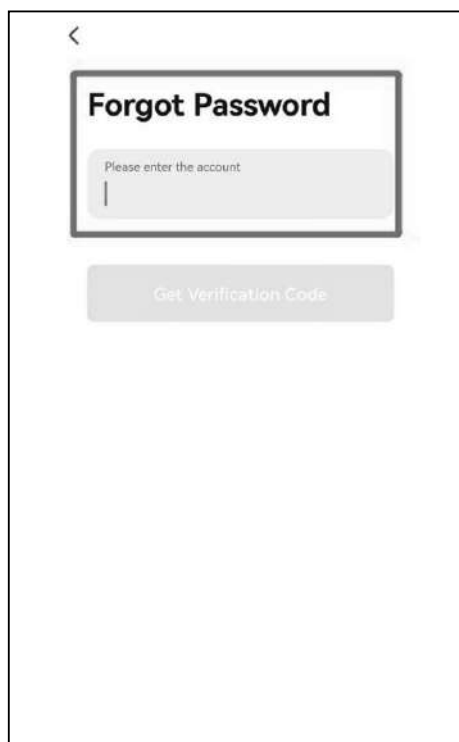 Forgot Password
Please enter the account
Get Verification Code